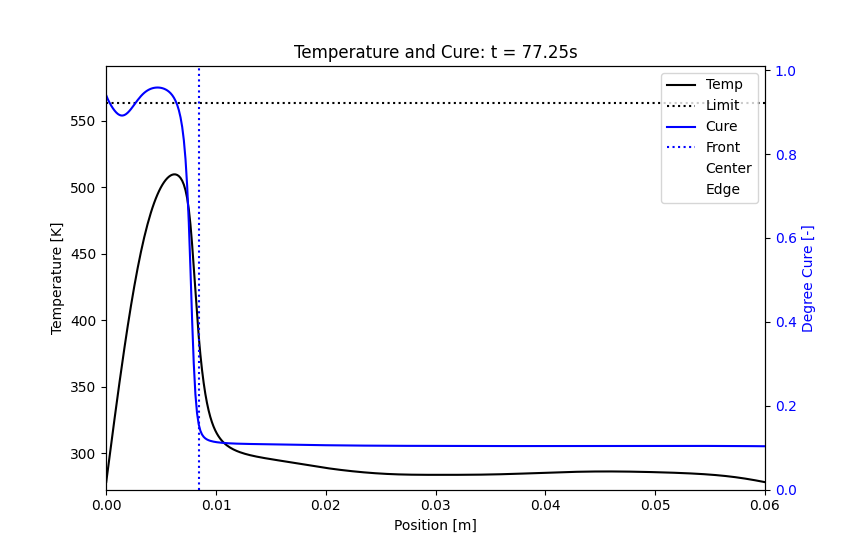 Temperature and Cure: t = 77.25s
Temperature [K]
550
500
450
400
350
300
0.00
0.01
0.02
0.03
0.04
0.05
0.06
Position [m]
1.0
0.8
0.6
0.4
0.2
0.0
Degree Cure [-]
Temp
Limit
Cure
Front
Center
Edge